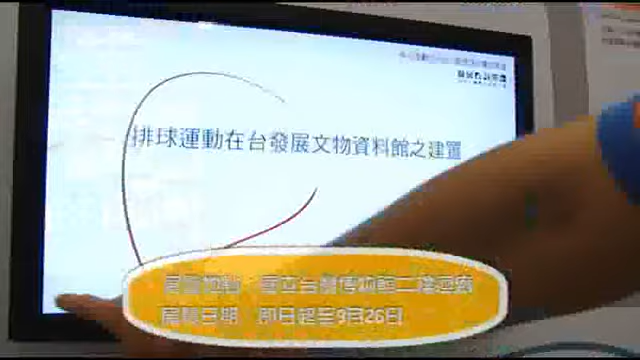 排球運動在台發展文物資料館之建置
展覽地點 國立台灣博物館二樓迴廊
展覽日期 即日起至9月26日